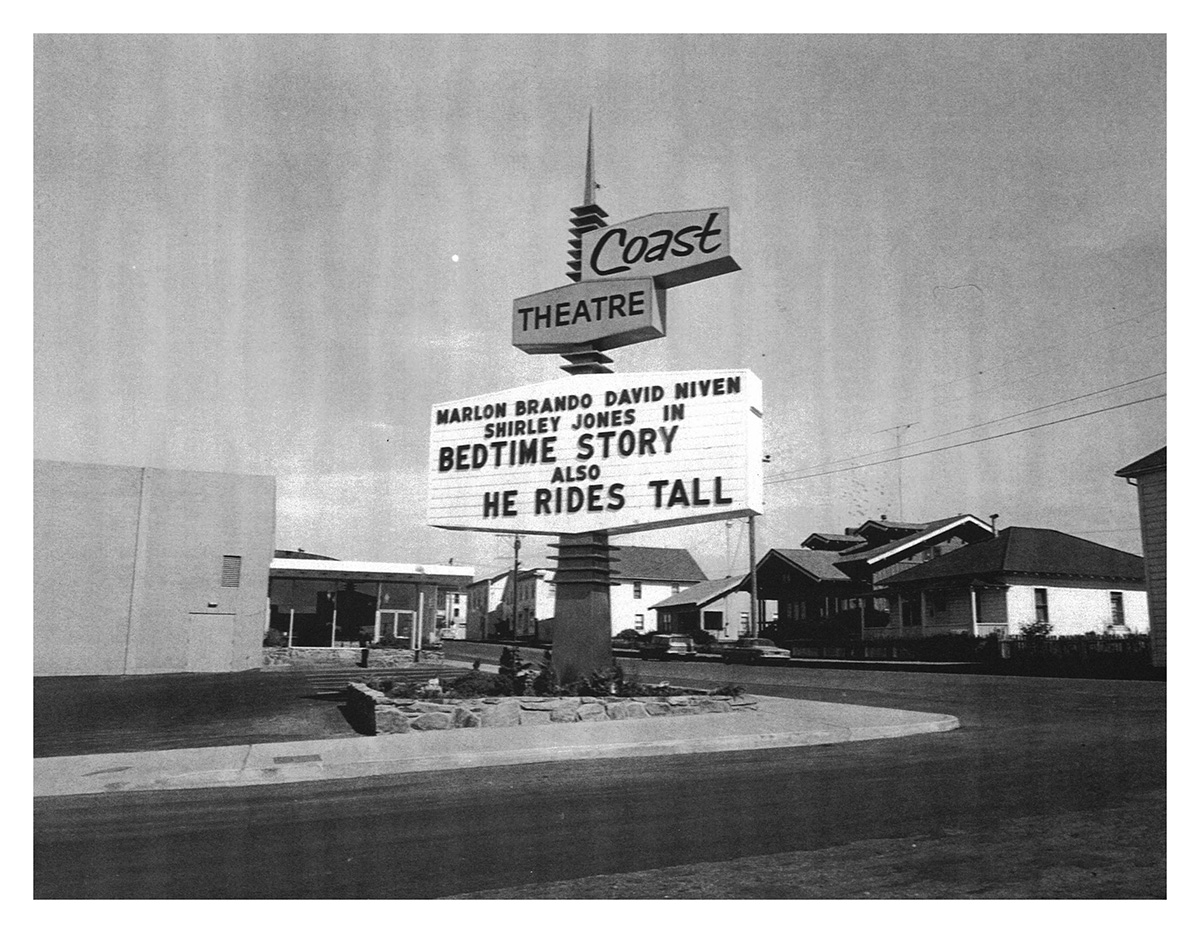 Coast
THEATRE
MARLON BRANDO DAVID NIVEN
SHIRLEY JONES IN
BEDTIME STORY
ALSO
HE RIDES TALL